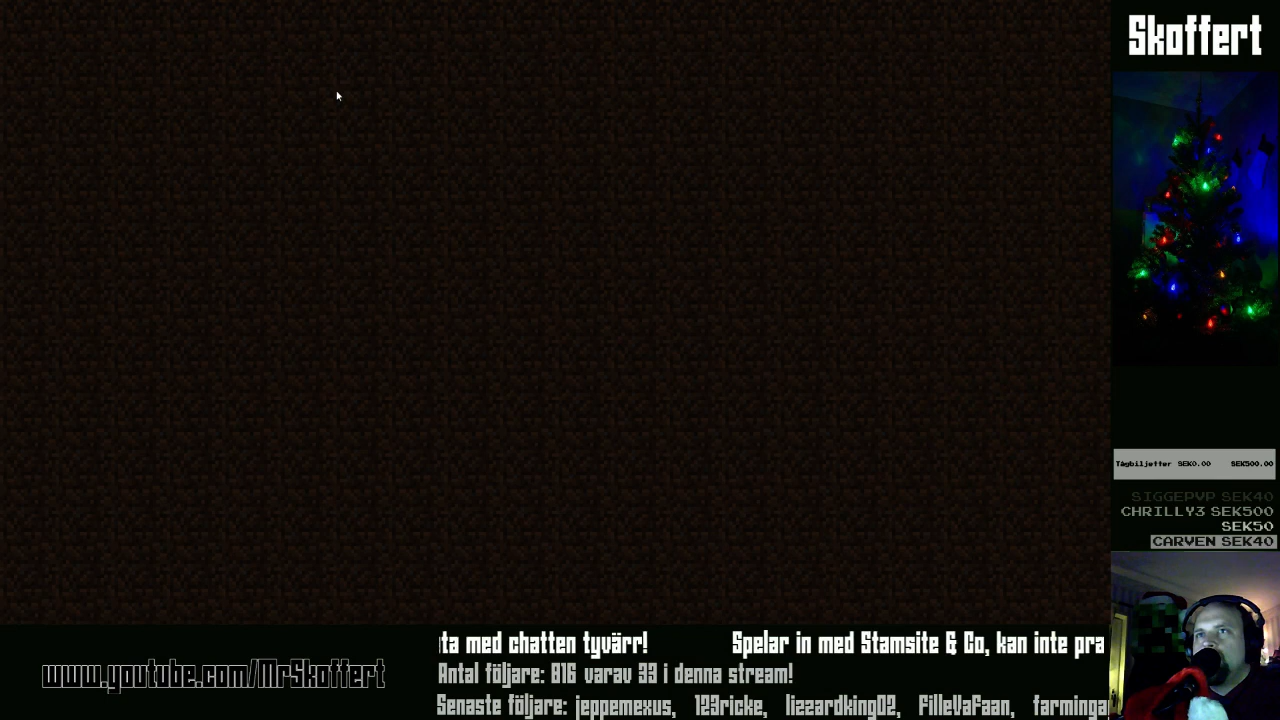 Skoffert
Tågbiljetter SEK0.00 SEK500.00
SIGGEPVP SEK40
CHRILLY3 SEK500
SEK50
CARVEN SEK40
ta med chatten tyvärr! Spelar in med Stamsite & Co, kan inte pra
Antal följare: 816 varav 33 i denna stream!
Senaste följare: jeppemexus, 123ricke, lizzardking02, FilleVaFaan, farminga
www.youtube.com/MrSkoffert